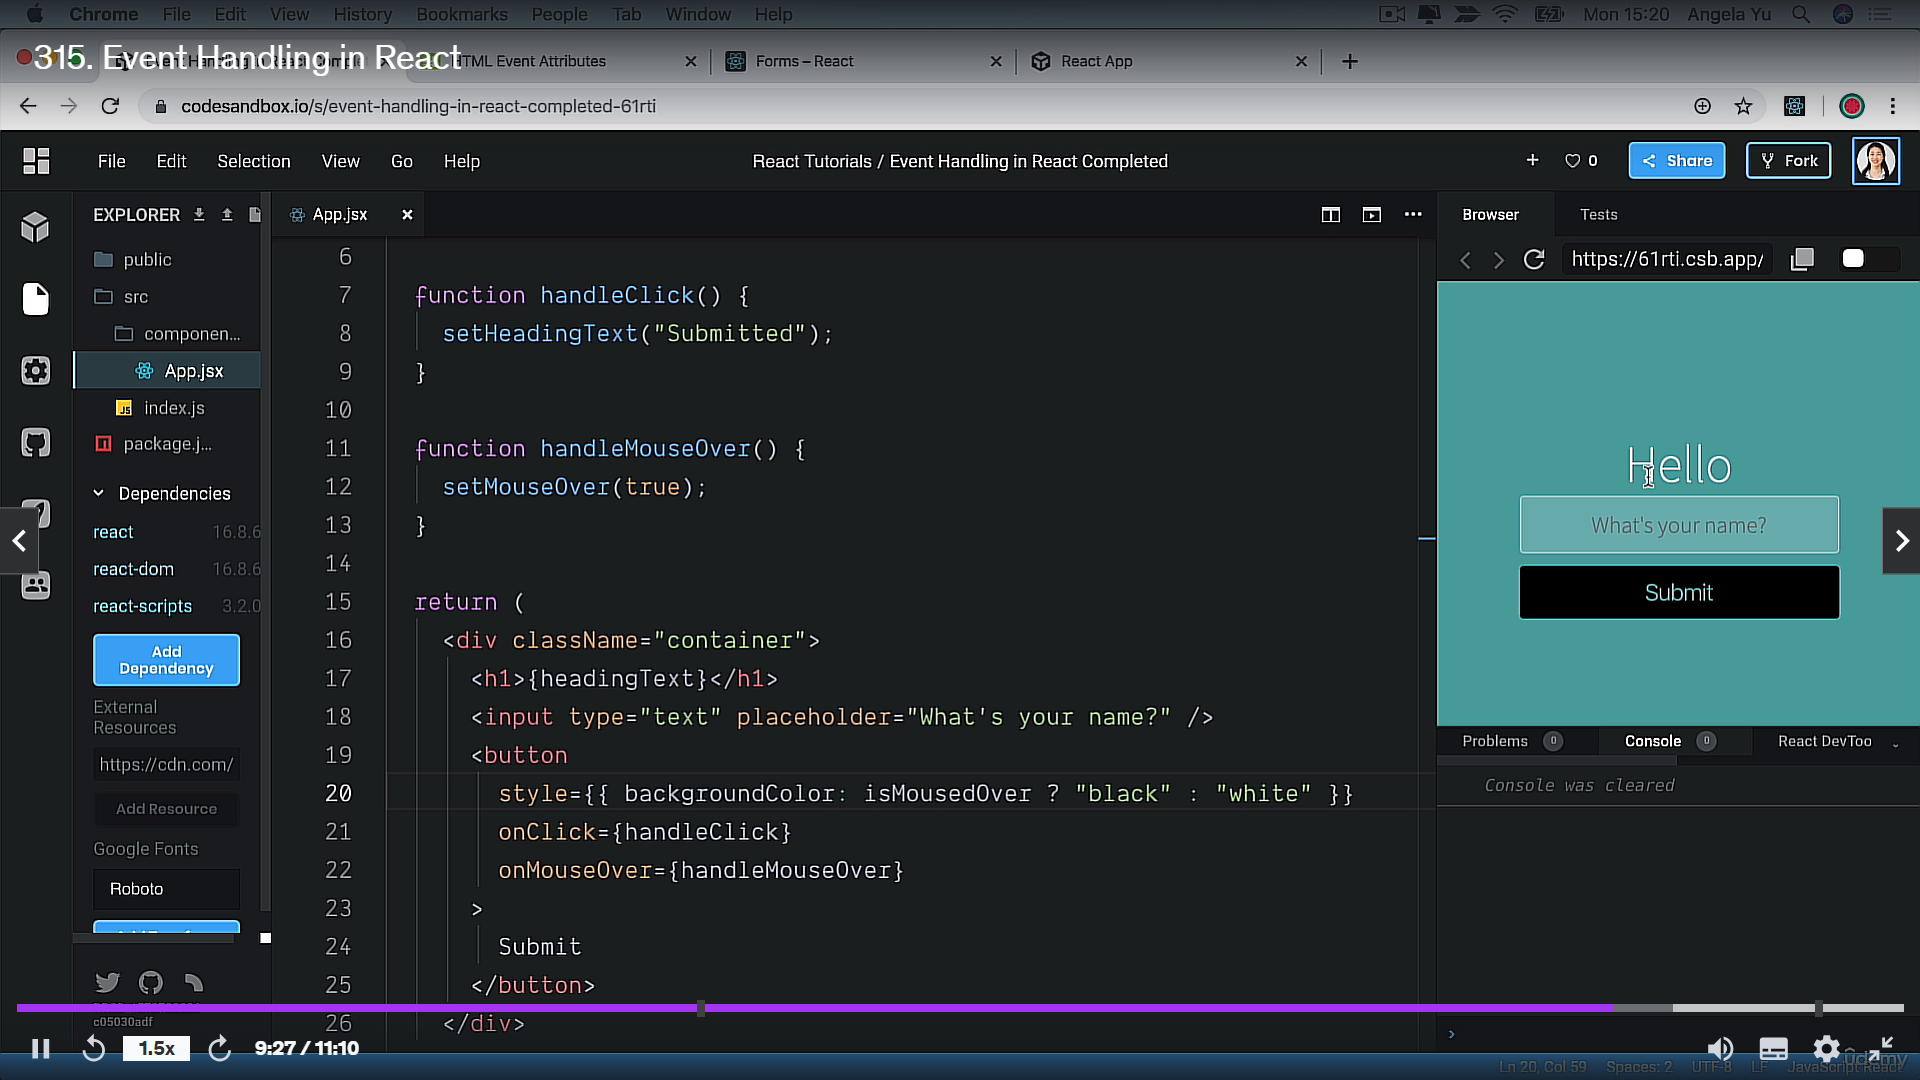 Chrome File Edit View History Bookmarks People Tab Window Help Mon 15:20 Angela Yu
315. Event Handling in React
HTML Event Attributes
Forms – React
React App
codesandbox.io/s/event-handling-in-react-completed-61rti
File Edit Selection View Go Help
React Tutorials / Event Handling in React Completed
0
Share
Fork
EXPLORER
public
src
componen...
App.jsx
index.js
package.j...
Dependencies
react 16.8.6
react-dom 16.8.6
react-scripts 3.2.0
Add
Dependency
External
Resources
https://cdn.com/
Add Resource
Google Fonts
Roboto
c05030adf
App.jsx
6
7 function handleClick() {
8 setHeadingText("Submitted");
9 }
10
11 function handleMouseOver() {
12 setMouseOver(true);
13 }
14
15 return (
16 <div className="container">
17 <h1>{headingText}</h1>
18 <input type="text" placeholder="What's your name?" />
19 <button
20 style={{ backgroundColor: isMousedOver ? "black" : "white" }}
21 onClick={handleClick}
22 onMouseOver={handleMouseOver}
23 >
24 Submit
25 </button>
26 </div>
Browser Tests
https://61rti.csb.app/
Hello
What's your name?
Submit
Problems 0 Console 0 React DevToo
Console was cleared
1.5x
9:27 / 11:10
Ln 20, Col 59 Spaces: 2 UTF-8 LF JavaScript React
udemy